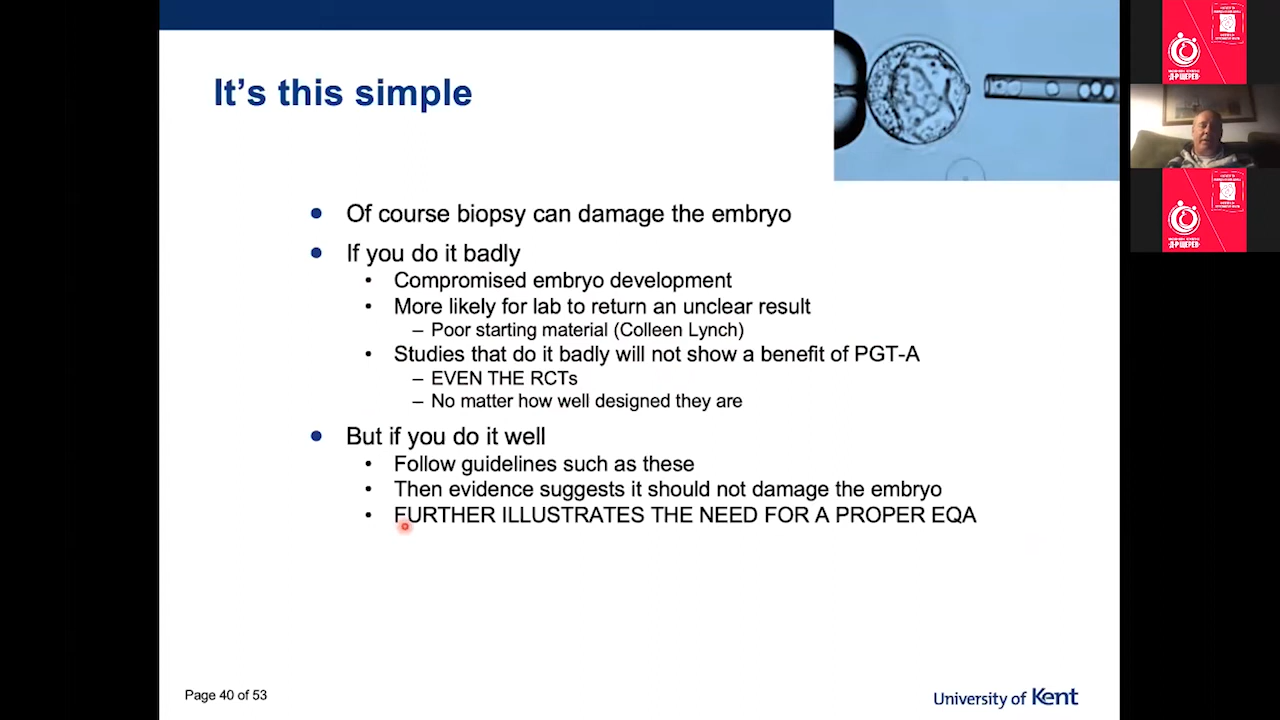 It's this simple
• Of course biopsy can damage the embryo
• If you do it badly
• Compromised embryo development
• More likely for lab to return an unclear result
– Poor starting material (Colleen Lynch)
• Studies that do it badly will not show a benefit of PGT-A
– EVEN THE RCTs
– No matter how well designed they are
• But if you do it well
• Follow guidelines such as these
• Then evidence suggests it should not damage the embryo
• FURTHER ILLUSTRATES THE NEED FOR A PROPER EQA
Page 40 of 53
University of Kent
Д-Р ЩЕРЕВ
Д-Р ЩЕРЕВ